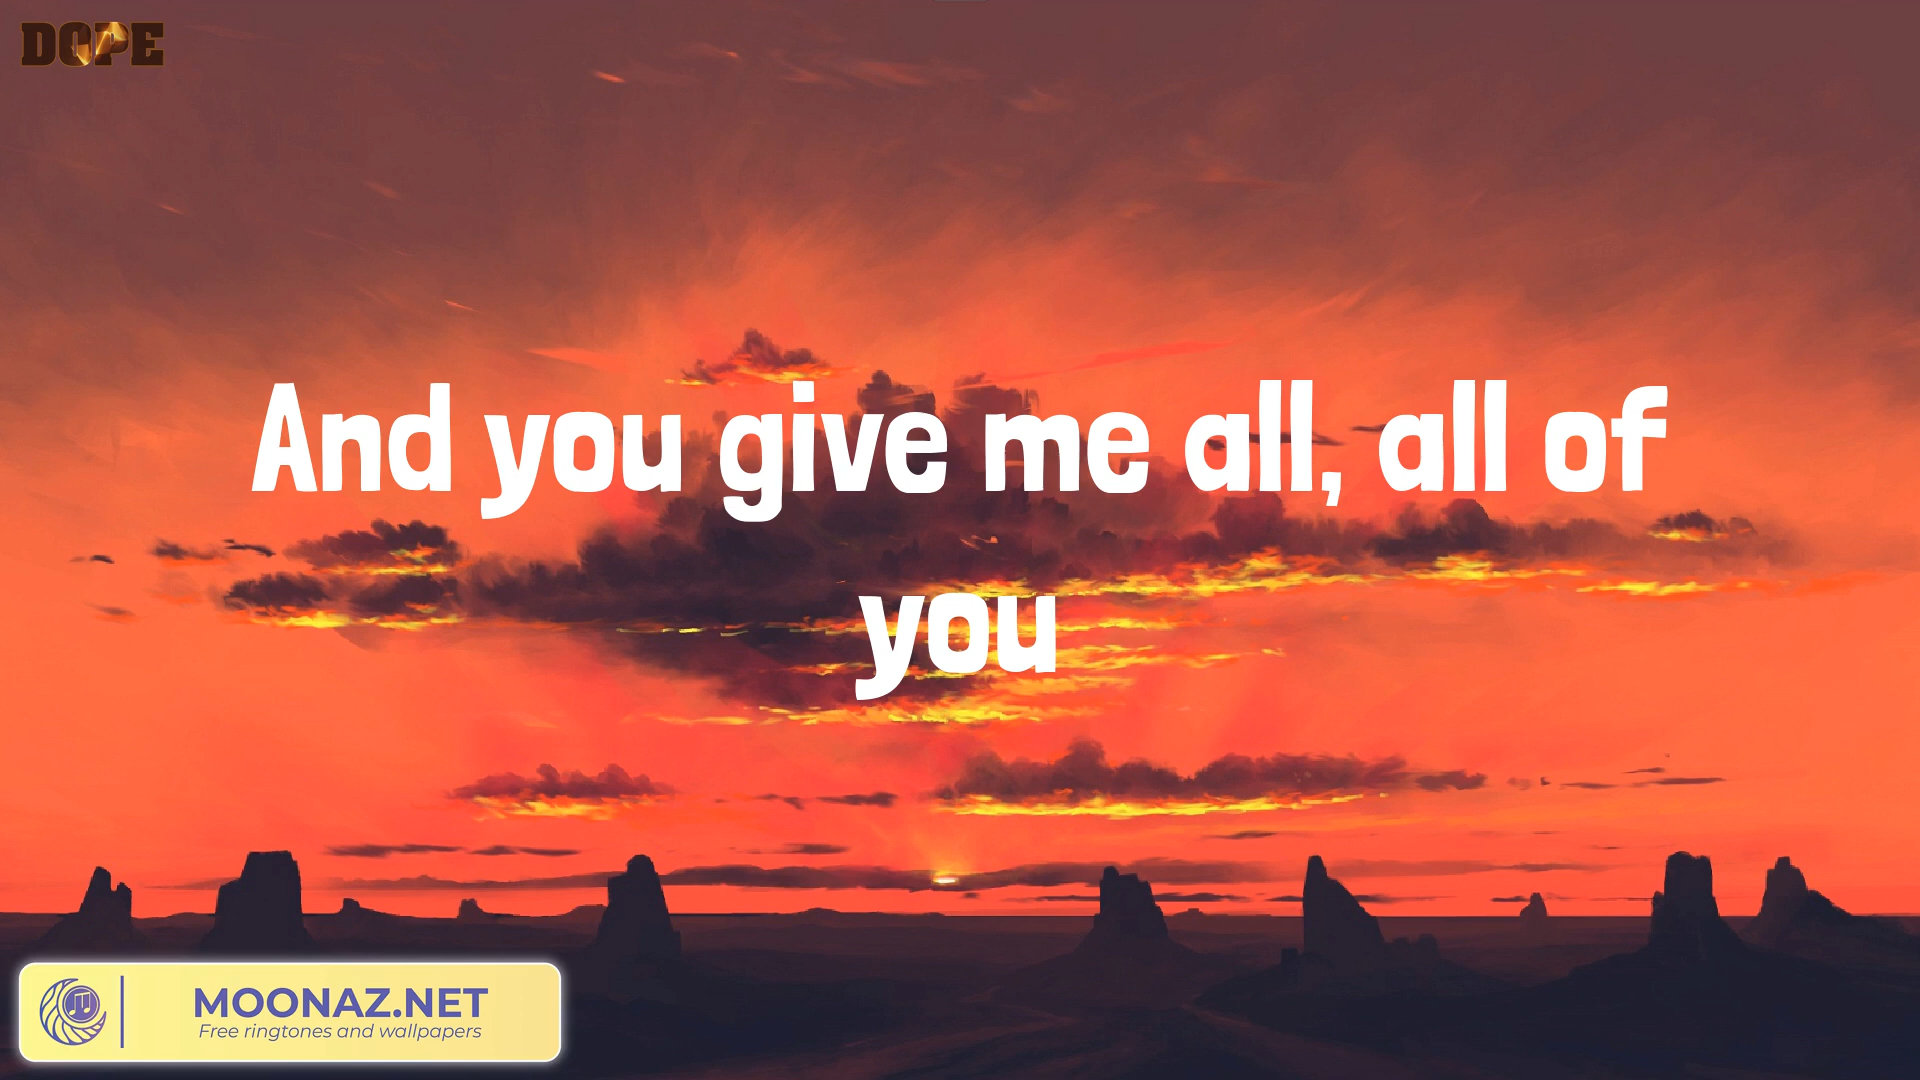 DOPE
And you give me all, all of
you
MOONAZ.NET
Free ringtones and wallpapers